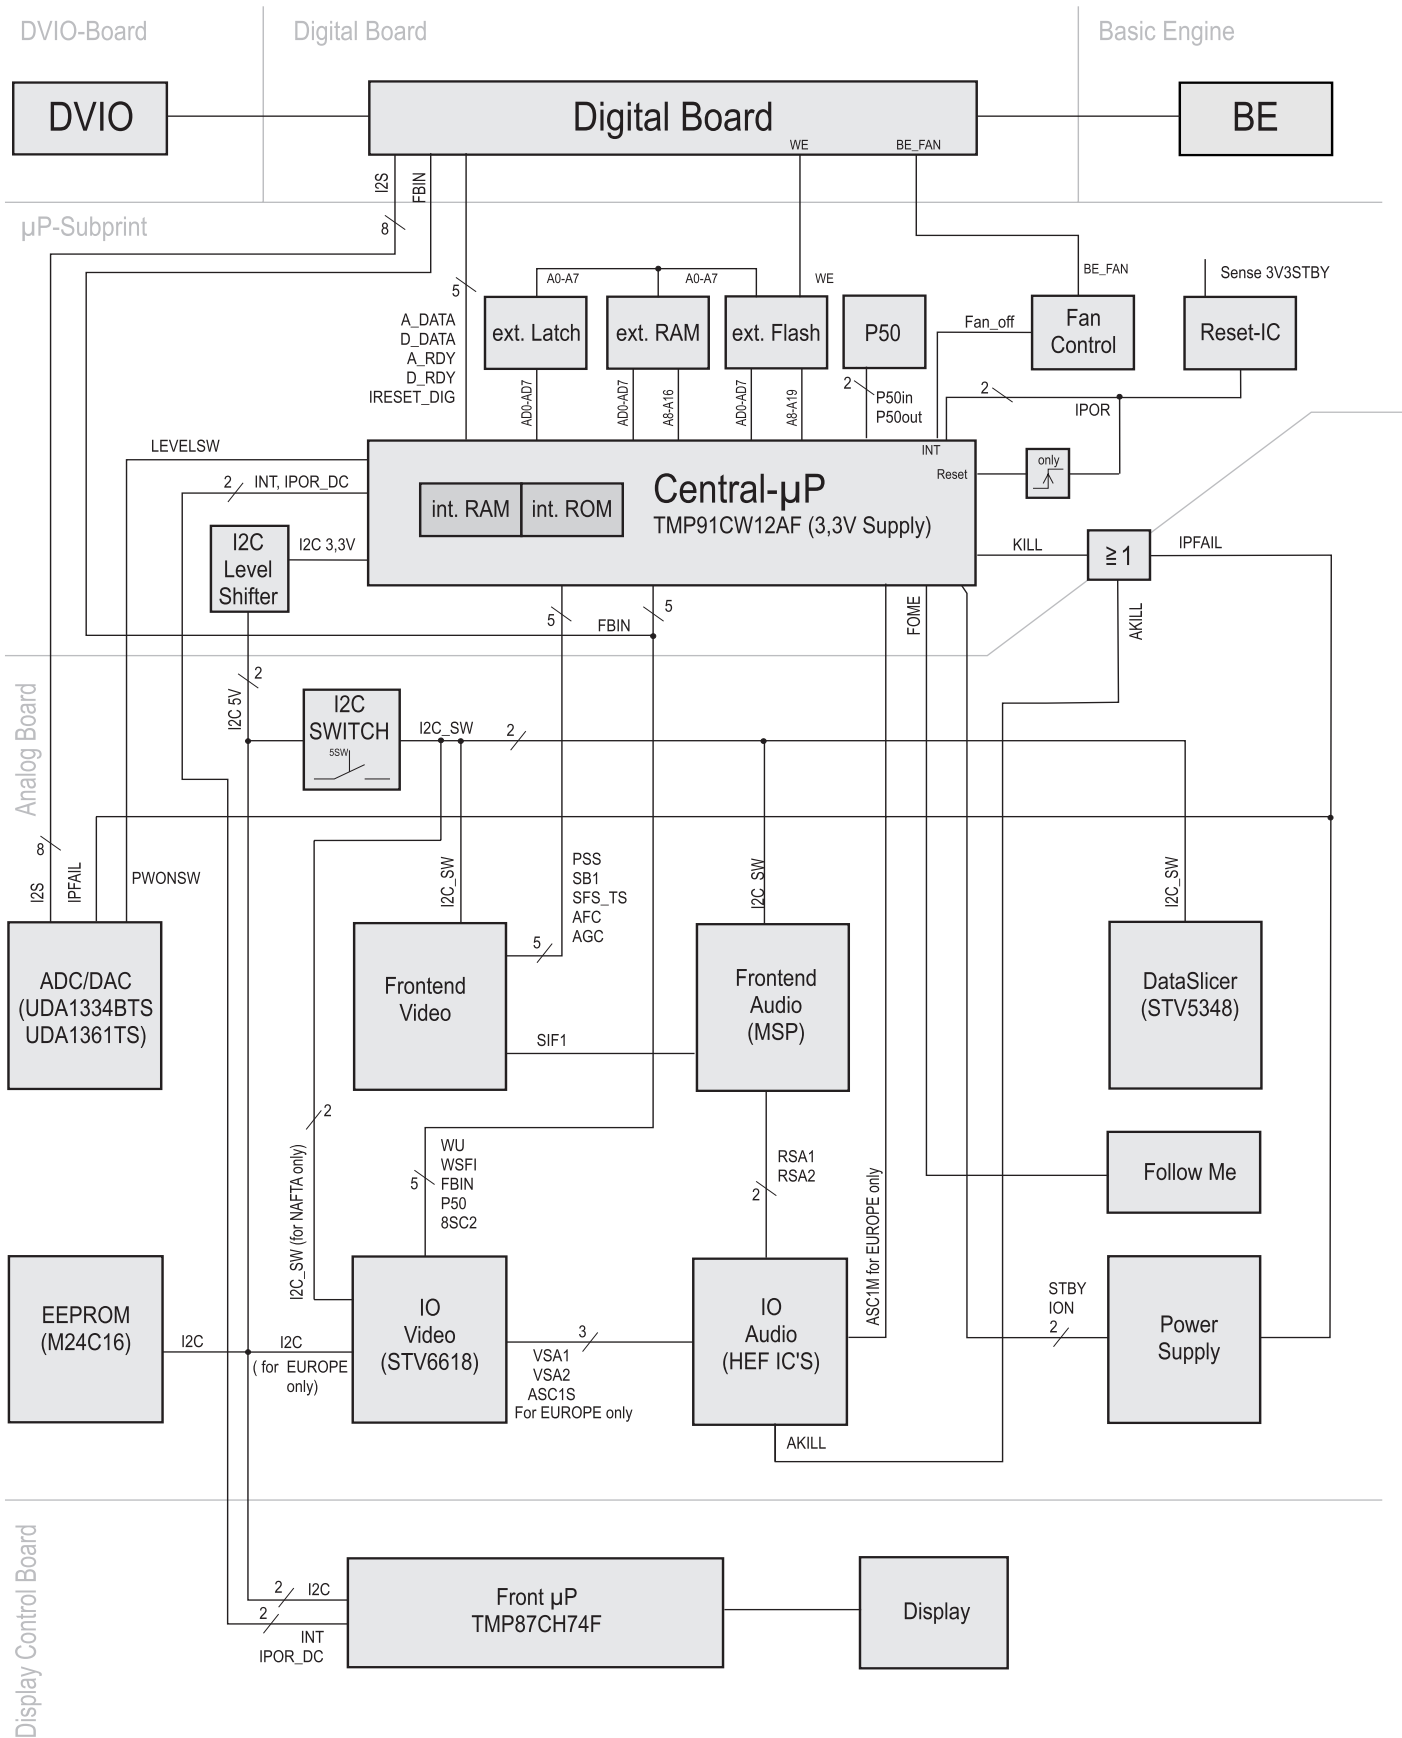 DVIO-Board
Digital Board
Basic Engine
DVIO
Digital Board
BE
WE
BE_FAN
I2S
FBIN
8
µP-Subprint
5
A_DATA
D_DATA
A_RDY
D_RDY
IRESET_DIG
A0-A7
A0-A7
WE
BE_FAN
Sense 3V3STBY
ext. Latch
ext. RAM
ext. Flash
P50
Fan
Control
Reset-IC
Fan_off
AD0-AD7
AD0-AD7
A8-A16
AD0-AD7
A8-A19
2
P50in
P50out
2
IPOR
LEVELSW
INT
Reset
only
2
INT, IPOR_DC
int. RAM
int. ROM
Central-µP
TMP91CW12AF (3,3V Supply)
I2C
Level
Shifter
I2C 3,3V
KILL
≧1
IPFAIL
AKILL
5
FBIN
5
FOME
Analog Board
2
I2C 5V
I2C
SWITCH
5SW
I2C_SW
2
8
I2S
IPFAIL
PWONSW
I2C_SW
PSS
SB1
SFS_TS
AFC
AGC
5
I2C_SW
I2C_SW
ADC/DAC
(UDA1334BTS
UDA1361TS)
Frontend
Video
Frontend
Audio
(MSP)
DataSlicer
(STV5348)
SIF1
2
I2C_SW (for NAFTA only)
WU
WSFI
FBIN
P50
8SC2
5
RSA1
RSA2
2
ASC1M for EUROPE only
Follow Me
EEPROM
(M24C16)
I2C
I2C
( for EUROPE
only)
IO
Video
(STV6618)
3
VSA1
VSA2
ASC1S
For EUROPE only
IO
Audio
(HEF IC'S)
STBY
ION
2
Power
Supply
AKILL
Display Control Board
2
I2C
2
INT
IPOR_DC
Front µP
TMP87CH74F
Display